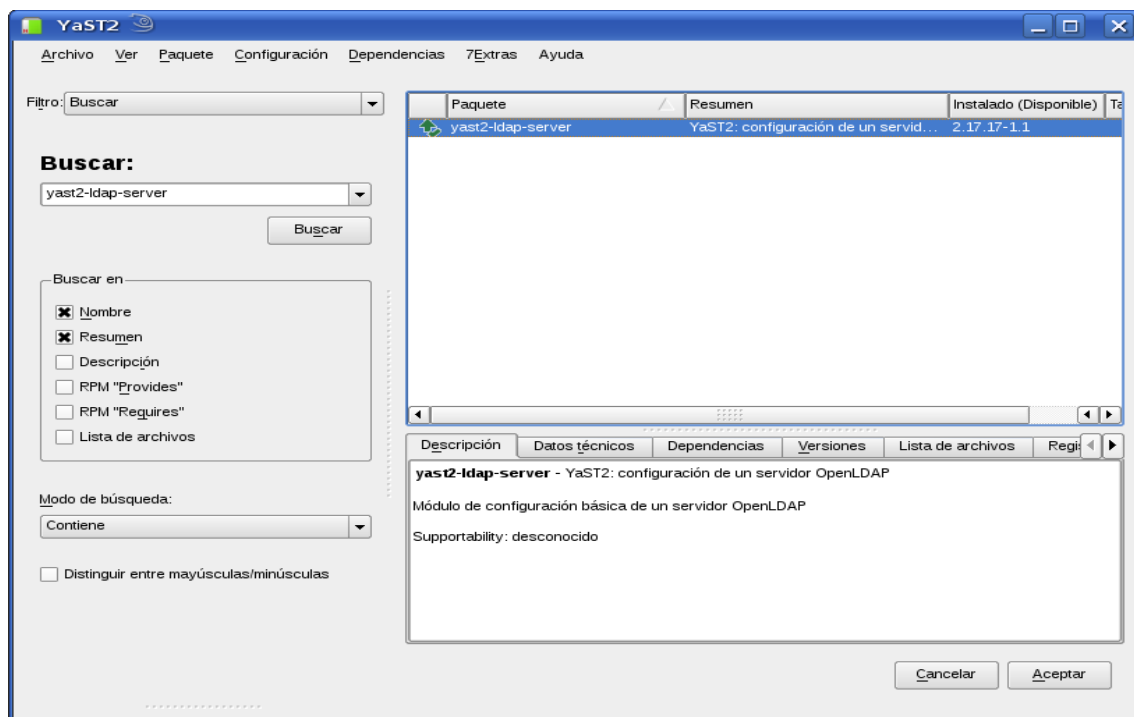 YaST2
Archivo Ver Paquete Configuración Dependencias 7Extras Ayuda
Filtro: Buscar
Buscar:
yast2-ldap-server
Buscar
Buscar en
Nombre
Resumen
Descripción
RPM "Provides"
RPM "Requires"
Lista de archivos
Modo de búsqueda:
Contiene
Distinguir entre mayúsculas/minúsculas
Paquete Resumen Instalado (Disponible) Ta
yast2-ldap-server YaST2: configuración de un servid... 2.17.17-1.1
Descripción Datos técnicos Dependencias Versiones Lista de archivos Regis
yast2-ldap-server - YaST2: configuración de un servidor OpenLDAP
Módulo de configuración básica de un servidor OpenLDAP
Supportability: desconocido
Cancelar Aceptar